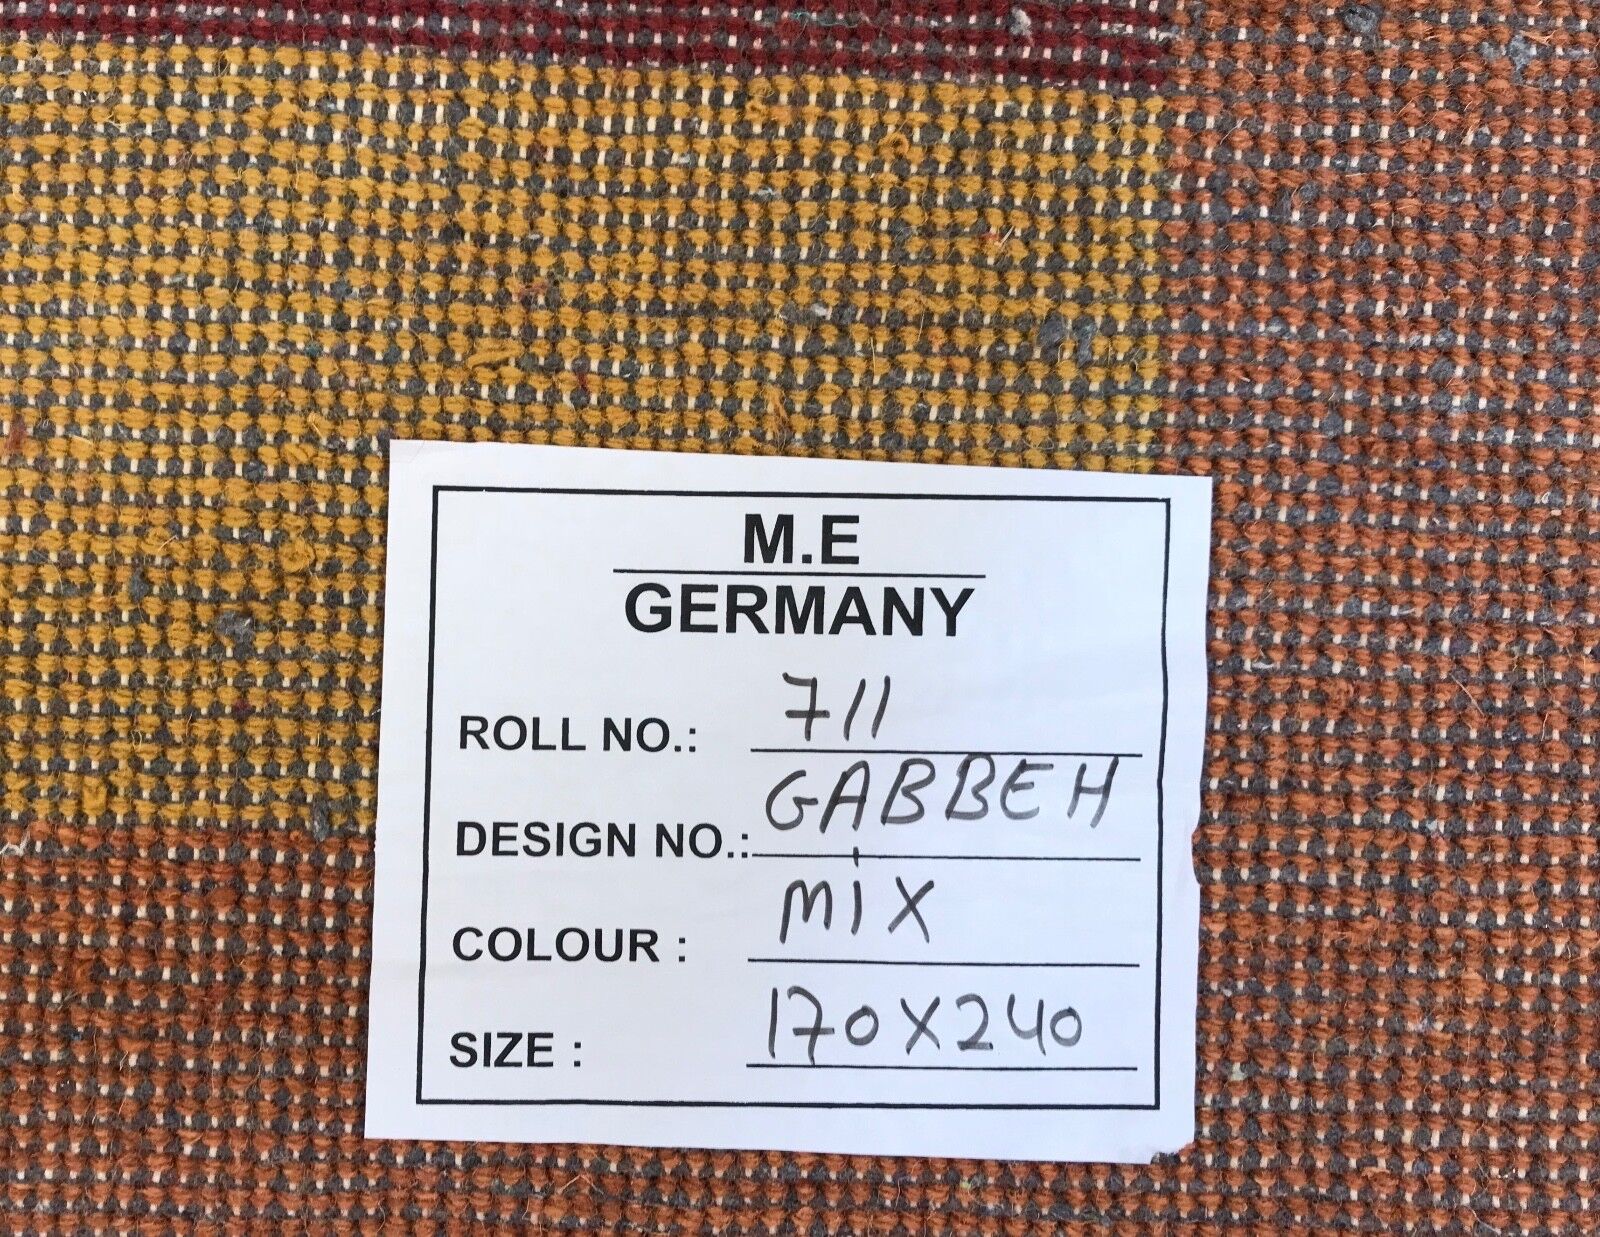 M.E
GERMANY
ROLL NO.: 711
DESIGN NO.: GABBEH
COLOUR : MiX
SIZE : 170X240